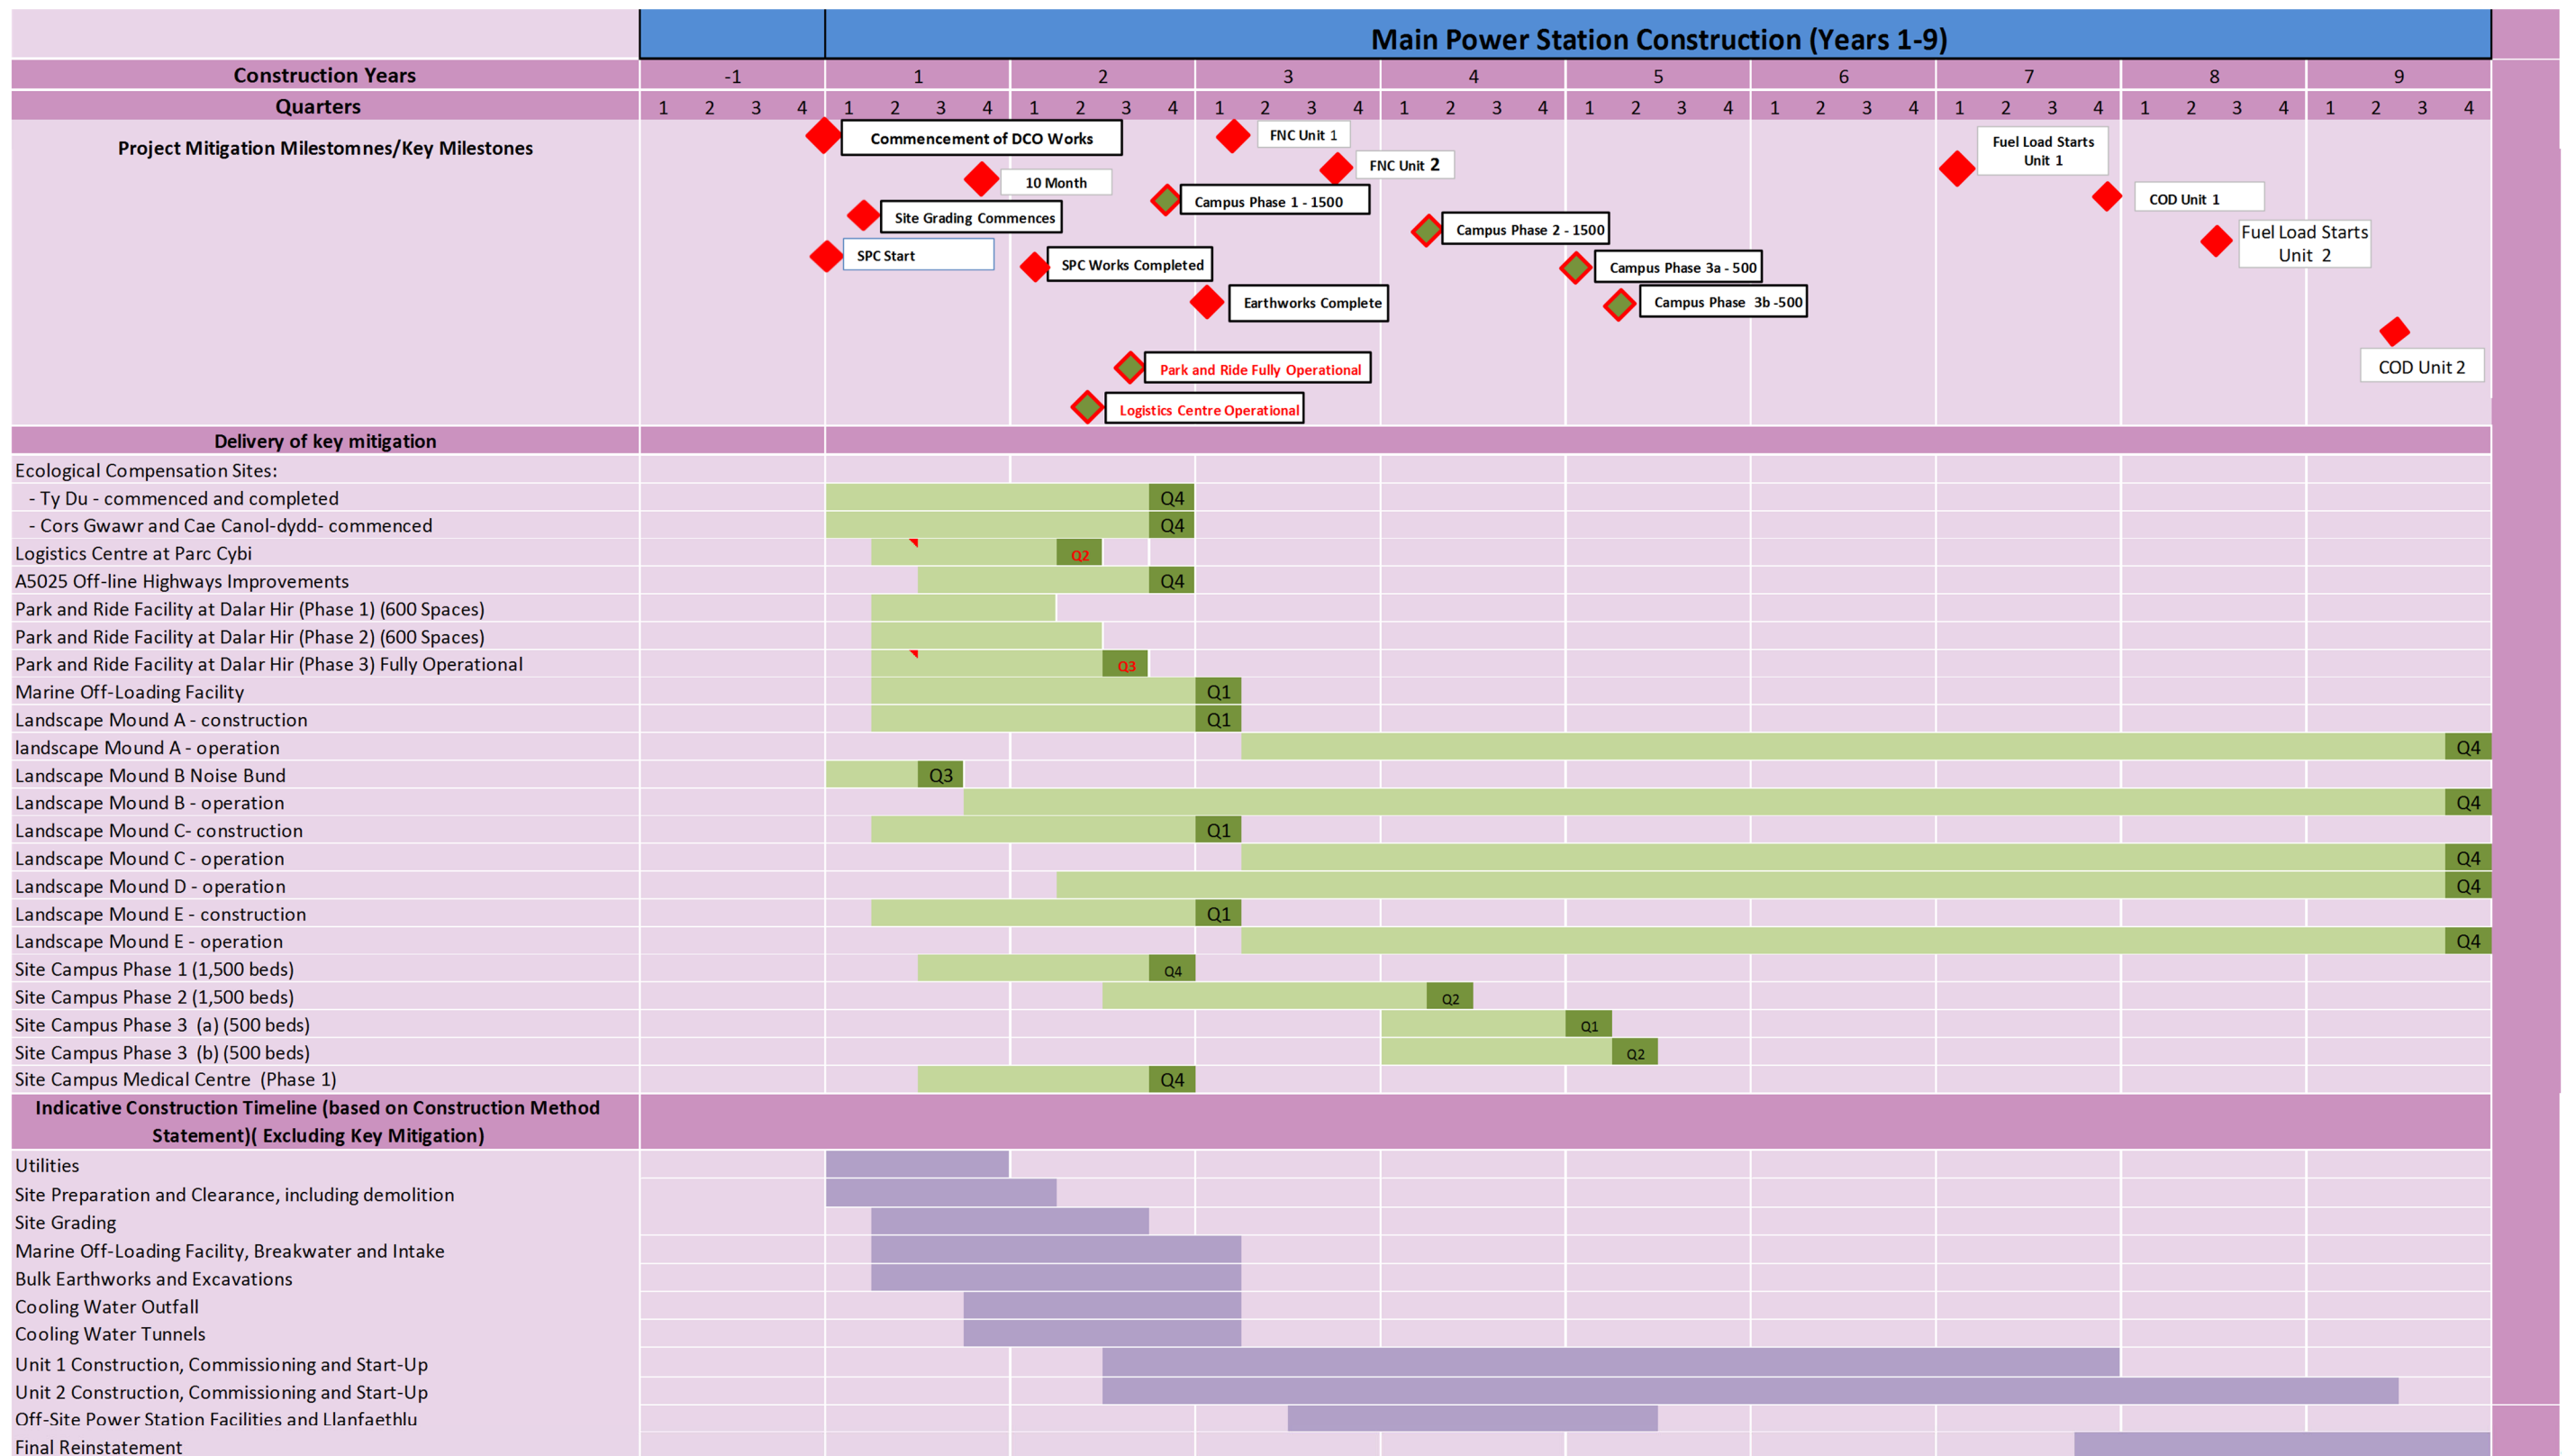 Main Power Station Construction (Years 1-9)
Construction Years -1 1 2 3 4 5 6 7 8 9
Quarters 1 2 3 4 1 2 3 4 1 2 3 4 1 2 3 4 1 2 3 4 1 2 3 4 1 2 3 4 1 2 3 4 1 2 3 4 1 2 3 4
Project Mitigation Milestomnes/Key Milestones
Commencement of DCO Works
FNC Unit 1
Fuel Load Starts
Unit 1
FNC Unit 2
10 Month
Campus Phase 1 - 1500
COD Unit 1
Site Grading Commences
Campus Phase 2 - 1500
Fuel Load Starts
Unit 2
SPC Start
SPC Works Completed
Campus Phase 3a - 500
Earthworks Complete
Campus Phase 3b -500
COD Unit 2
Park and Ride Fully Operational
Logistics Centre Operational
Delivery of key mitigation
Ecological Compensation Sites:
- Ty Du - commenced and completed Q4
- Cors Gwawr and Cae Canol-dydd- commenced Q4
Logistics Centre at Parc Cybi Q2
A5025 Off-line Highways Improvements Q4
Park and Ride Facility at Dalar Hir (Phase 1) (600 Spaces)
Park and Ride Facility at Dalar Hir (Phase 2) (600 Spaces)
Park and Ride Facility at Dalar Hir (Phase 3) Fully Operational Q3
Marine Off-Loading Facility Q1
Landscape Mound A - construction Q1
landscape Mound A - operation Q4
Landscape Mound B Noise Bund Q3
Landscape Mound B - operation Q4
Landscape Mound C- construction Q1
Landscape Mound C - operation Q4
Landscape Mound D - operation Q4
Landscape Mound E - construction Q1
Landscape Mound E - operation Q4
Site Campus Phase 1 (1,500 beds) Q4
Site Campus Phase 2 (1,500 beds) Q2
Site Campus Phase 3 (a) (500 beds) Q1
Site Campus Phase 3 (b) (500 beds) Q2
Site Campus Medical Centre (Phase 1) Q4
Indicative Construction Timeline (based on Construction Method
Statement)( Excluding Key Mitigation)
Utilities
Site Preparation and Clearance, including demolition
Site Grading
Marine Off-Loading Facility, Breakwater and Intake
Bulk Earthworks and Excavations
Cooling Water Outfall
Cooling Water Tunnels
Unit 1 Construction, Commissioning and Start-Up
Unit 2 Construction, Commissioning and Start-Up
Off-Site Power Station Facilities and Llanfaethlu
Final Reinstatement